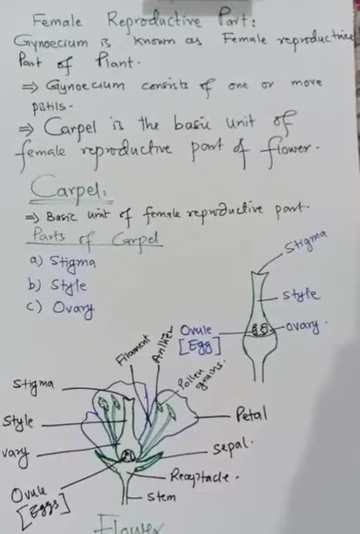 Female Reproductive Part:
Gynoecium is known as Female reproductive
Part of Plant.
⇒ Gynoecium consists of one or more
pistils.
⇒ Carpel is the basic unit of
female reproductive part of flower.
Carpel:
⇒ Basic unit of female reproductive part.
Parts of Carpel
a) Stigma
b) Style
c) Ovary
Stigma
Style
Ovule
[Egg]
ovary.
Filament
Anther
Pollen
grains.
Stigma
Style
vary
Ovule
[Eggs]
Petal
sepal.
Receptacle.
Stem
Flower